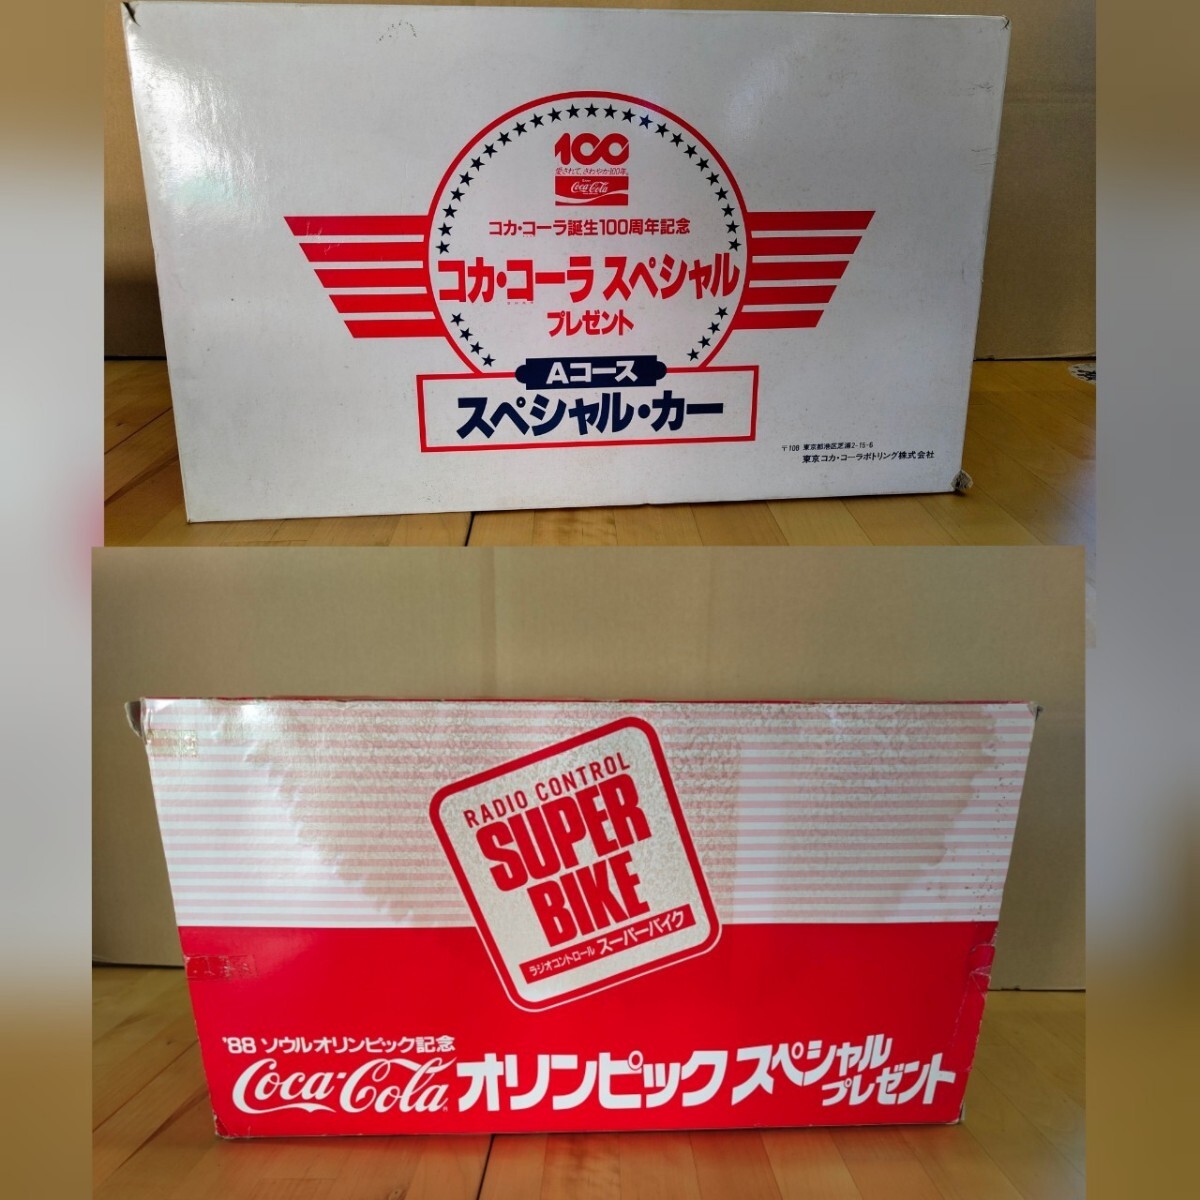 100
愛されて、さわやか100年。
Coca-Cola
コカ・コーラ誕生100周年記念
コカ・コーラ スペシャル
プレゼント
Aコース
スペシャル・カー
〒108 東京都港区芝浦2-15-6
東京コカ・コーラボトリング株式会社
RADIO CONTROL
SUPER
BIKE
ラジオコントロール スーパーバイク
'88 ソウルオリンピック記念
Coca-Cola オリンピックスペシャル
プレゼント